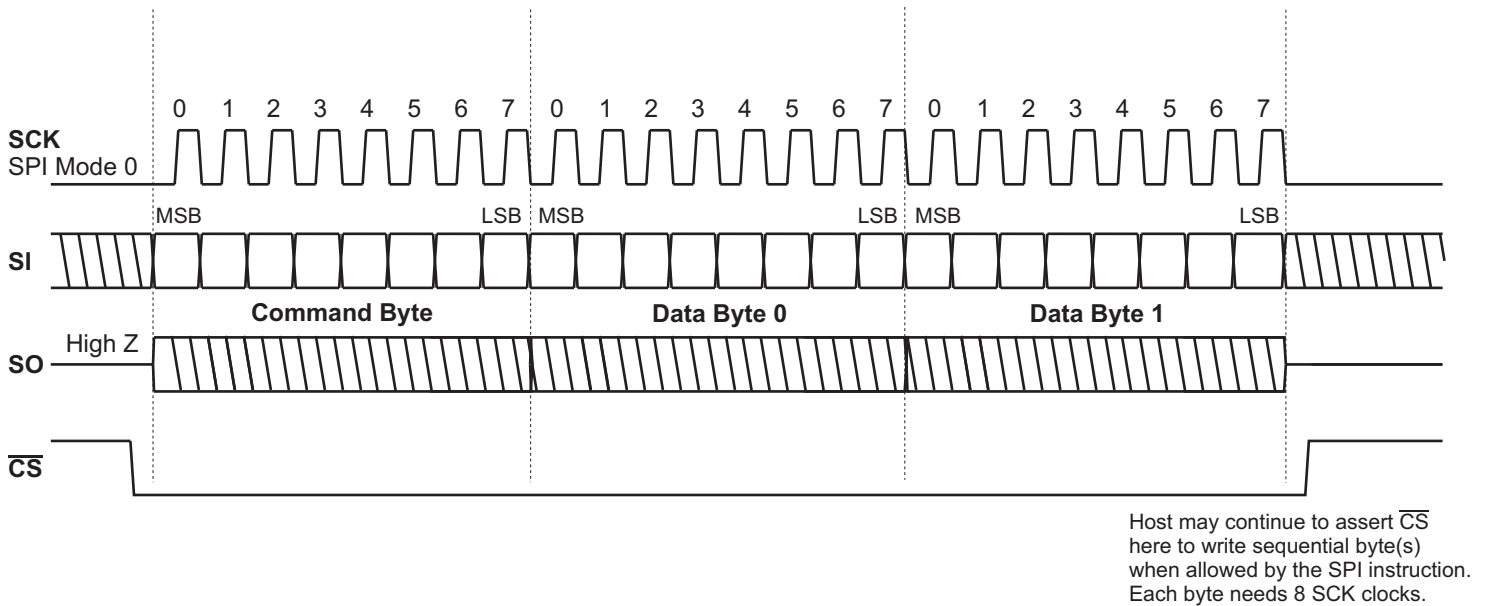 0 1 2 3 4 5 6 7 0 1 2 3 4 5 6 7 0 1 2 3 4 5 6 7
SCK
SPI Mode 0
MSB LSB MSB LSB MSB LSB
SI
Command Byte Data Byte 0 Data Byte 1
High Z
SO
C̅S̅
Host may continue to assert C̅S̅
here to write sequential byte(s)
when allowed by the SPI instruction.
Each byte needs 8 SCK clocks.